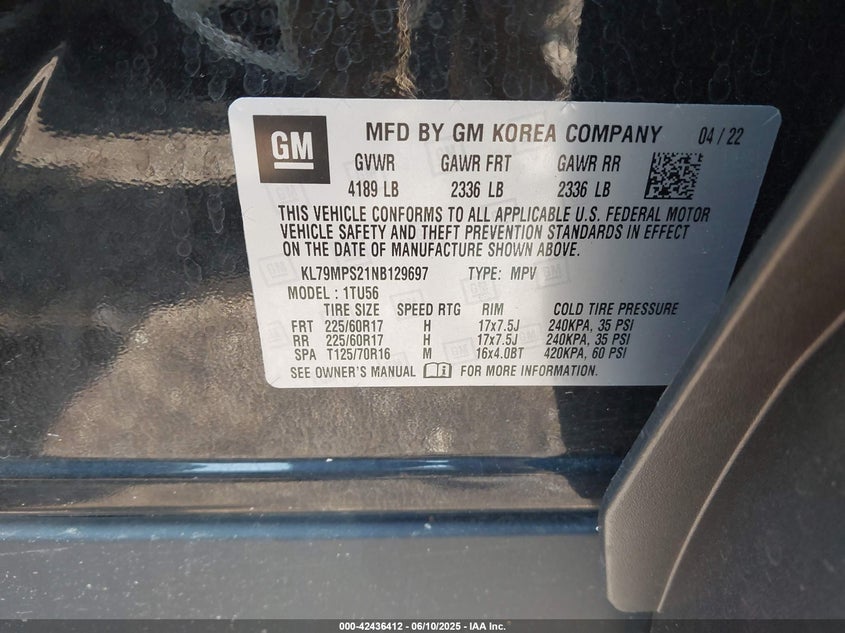 GM
MFD BY GM KOREA COMPANY 04 / 22
GVWR GAWR FRT GAWR RR
4189 LB 2336 LB 2336 LB
THIS VEHICLE CONFORMS TO ALL APPLICABLE U.S. FEDERAL MOTOR
VEHICLE SAFETY AND THEFT PREVENTION STANDARDS IN EFFECT
ON THE DATE OF MANUFACTURE SHOWN ABOVE.
KL79MPS21NB129697 TYPE: MPV
MODEL : 1TU56
TIRE SIZE SPEED RTG RIM COLD TIRE PRESSURE
FRT 225/60R17 H 17x7.5J 240KPA, 35 PSI
RR 225/60R17 H 17x7.5J 240KPA, 35 PSI
SPA T125/70R16 M 16x4.0BT 420KPA, 60 PSI
SEE OWNER'S MANUAL FOR MORE INFORMATION.
000-42436412 - 06/10/2025 - IAA Inc.